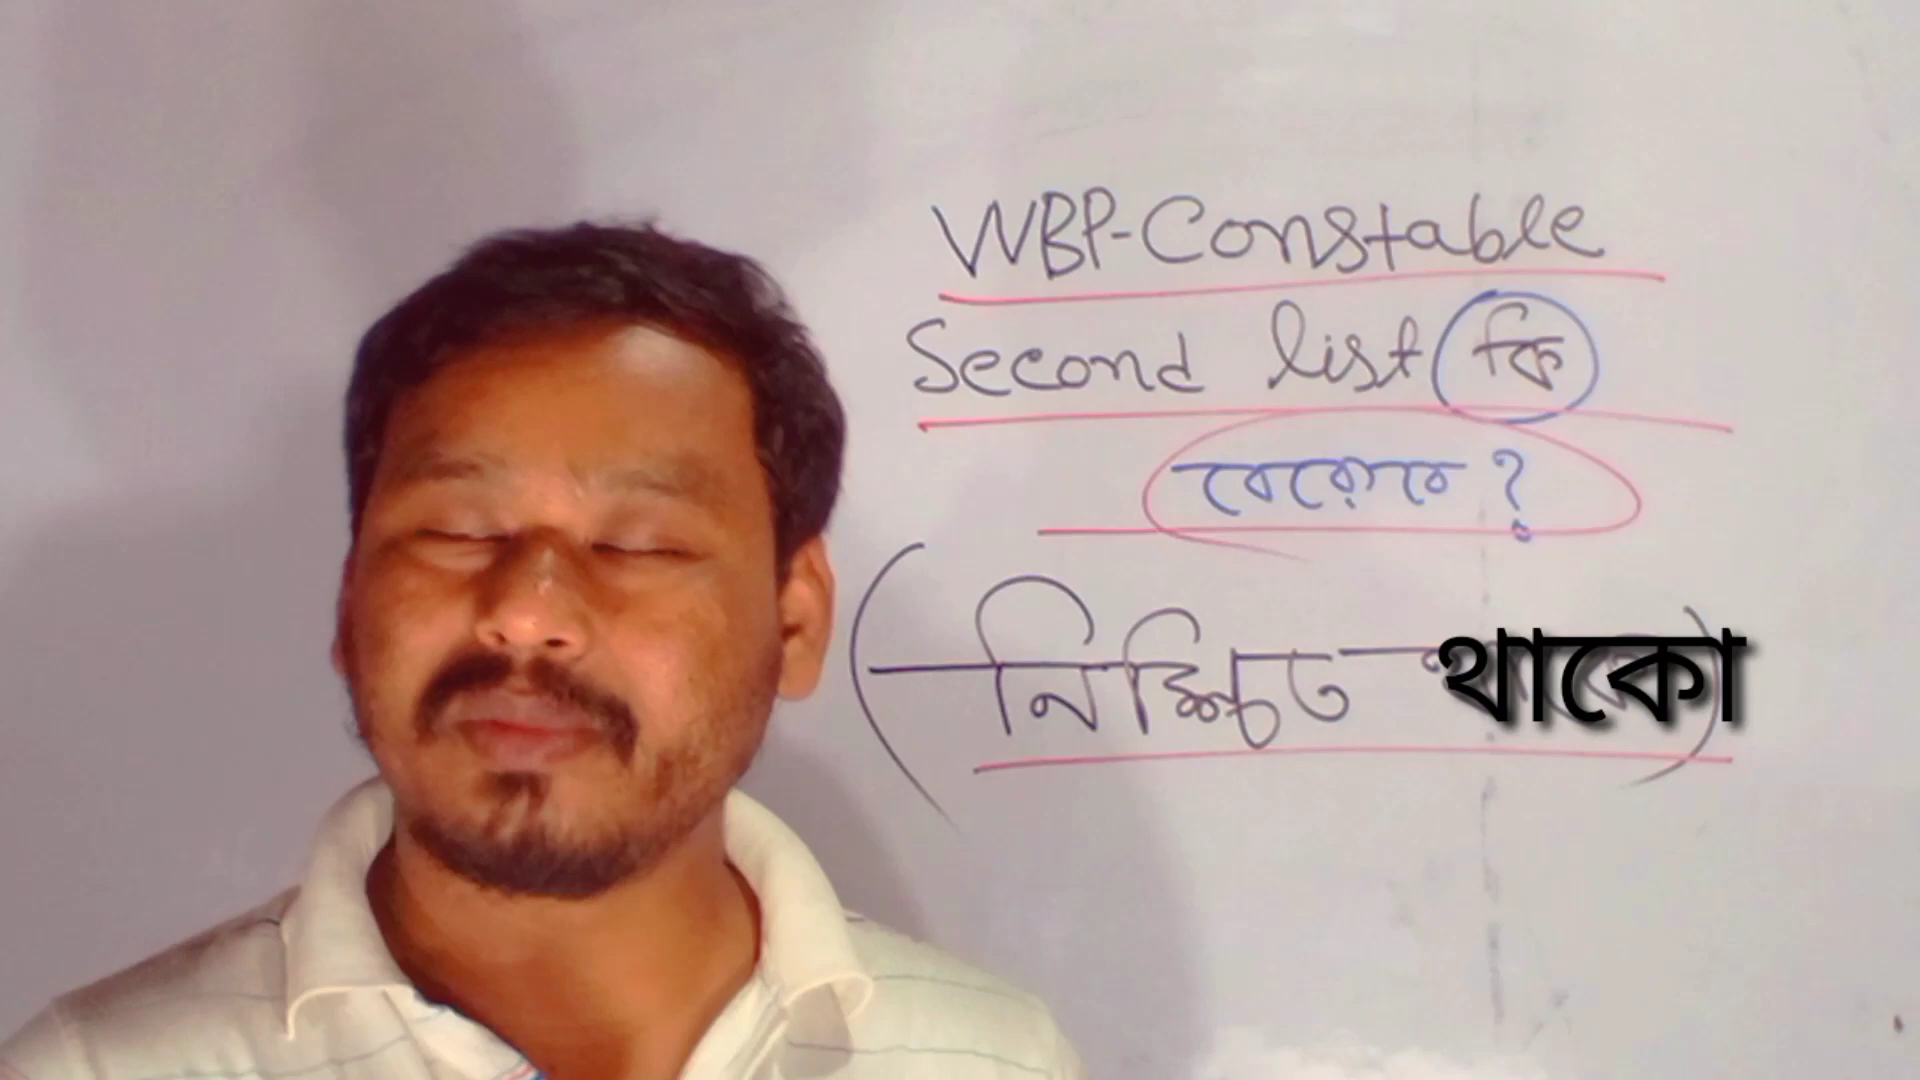 WBP-Constable
Second list কি
বেরোবে ?
(নিশ্চিত থাকো)